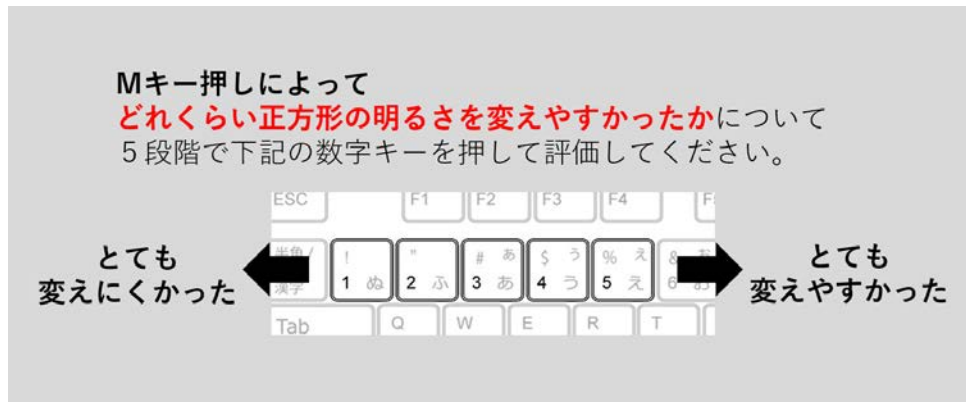 Mキー押しによって
どれくらい正方形の明るさを変えやすかったかについて
5段階で下記の数字キーを押して評価してください。
ESC F1 F2 F3 F4
とても
変えにくかった
半角/
漢字
! 1 ぬ
" 2 ふ
# あ 3 あ
$ う 4 う
% え 5 え
& お 6 お
とても
変えやすかった
Tab Q W E R T